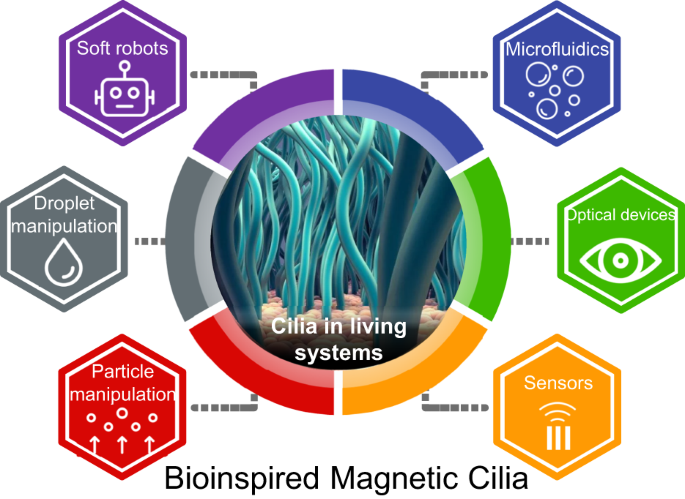 Soft robots
Microfluidics
Droplet
manipulation
Optical devices
Cilia in living
systems
Particle
manipulation
Sensors
Bioinspired Magnetic Cilia